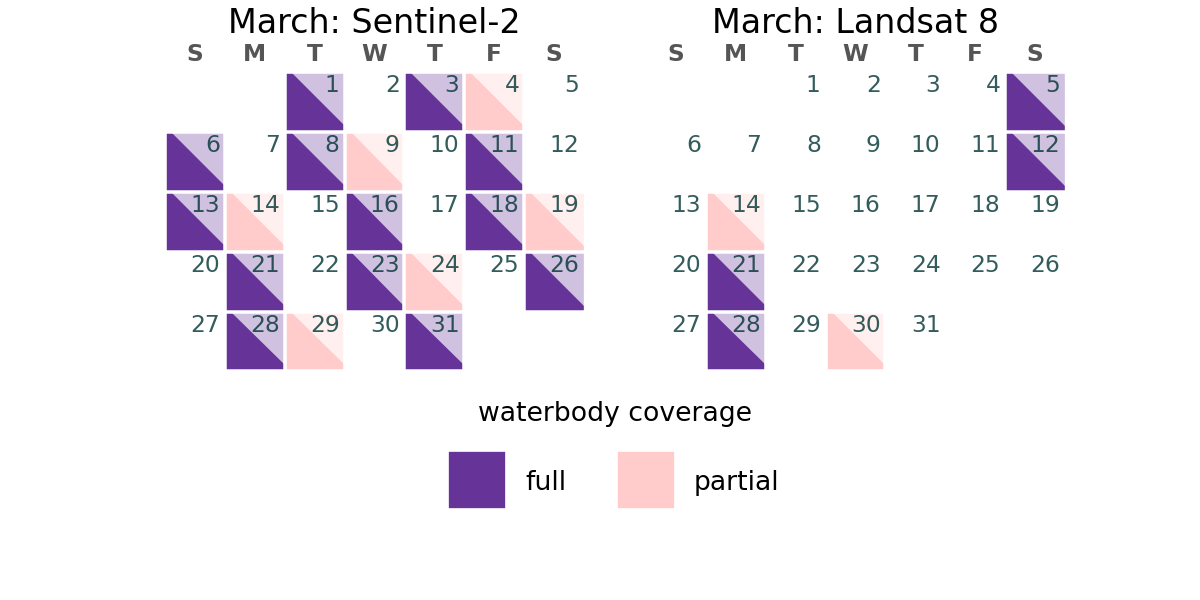 March: Sentinel-2
S M T W T F S
1 2 3 4 5
6 7 8 9 10 11 12
13 14 15 16 17 18 19
20 21 22 23 24 25 26
27 28 29 30 31
March: Landsat 8
S M T W T F S
1 2 3 4 5
6 7 8 9 10 11 12
13 14 15 16 17 18 19
20 21 22 23 24 25 26
27 28 29 30 31
waterbody coverage
full partial